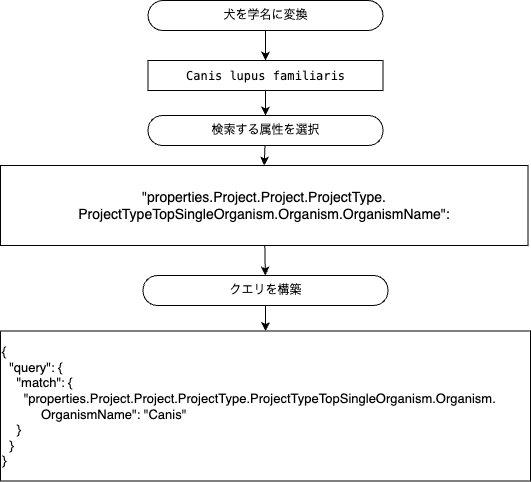 犬を学名に変換
Canis lupus familiaris
検索する属性を選択
"properties.Project.Project.ProjectType.
ProjectTypeTopSingleOrganism.Organism.OrganismName":
クエリを構築
{
"query": {
"match": {
"properties.Project.Project.ProjectType.ProjectTypeTopSingleOrganism.Organism.
OrganismName": "Canis"
}
}
}